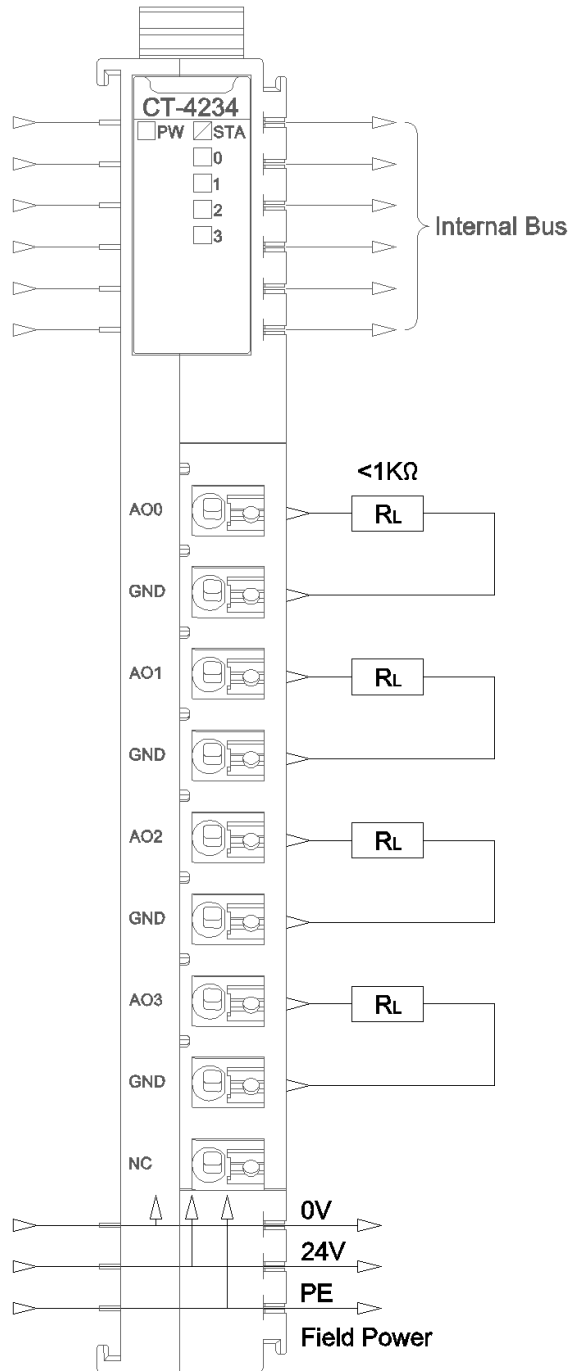 CT-4234
PW STA
0
1
2
3
Internal Bus
<1KΩ
AO0 RL
GND
AO1 RL
GND
AO2 RL
GND
AO3 RL
GND
NC
0V
24V
PE
Field Power